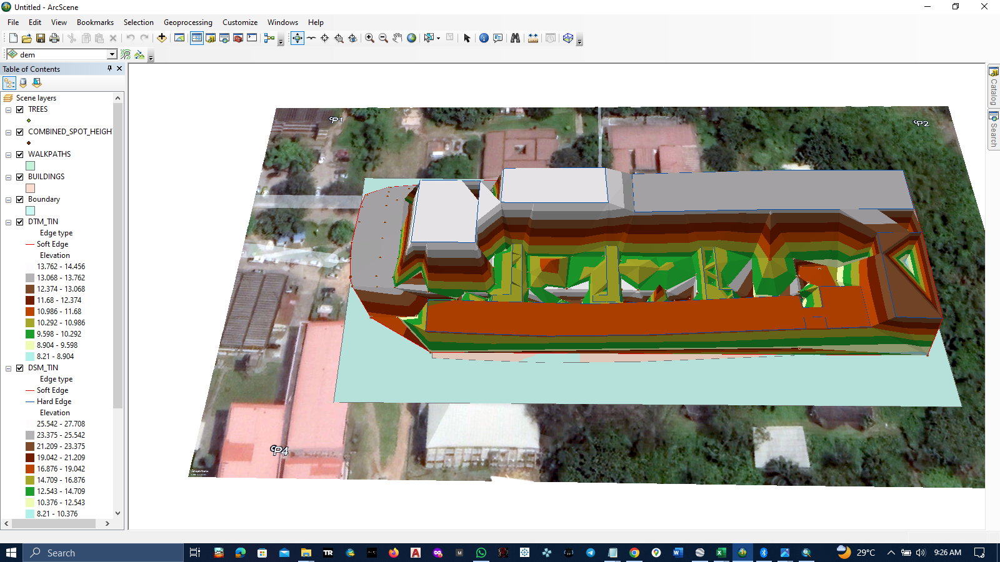 Untitled - ArcScene
File Edit View Bookmarks Selection Geoprocessing Customize Windows Help
dem
Table of Contents
Scene layers
TREES
COMBINED_SPOT_HEIGHT
WALKPATHS
BUILDINGS
Boundary
DTM_TIN
Edge type
Soft Edge
Elevation
13.762 - 14.456
13.068 - 13.762
12.374 - 13.068
11.68 - 12.374
10.986 - 11.68
10.292 - 10.986
9.598 - 10.292
8.904 - 9.598
8.21 - 8.904
DSM_TIN
Edge type
Soft Edge
Hard Edge
Elevation
25.542 - 27.708
23.375 - 25.542
21.209 - 23.375
19.042 - 21.209
16.876 - 19.042
14.709 - 16.876
12.543 - 14.709
10.376 - 12.543
8.21 - 10.376
P1
P2
P4
Catalog
Search
Search
TR
29°C
9:26 AM